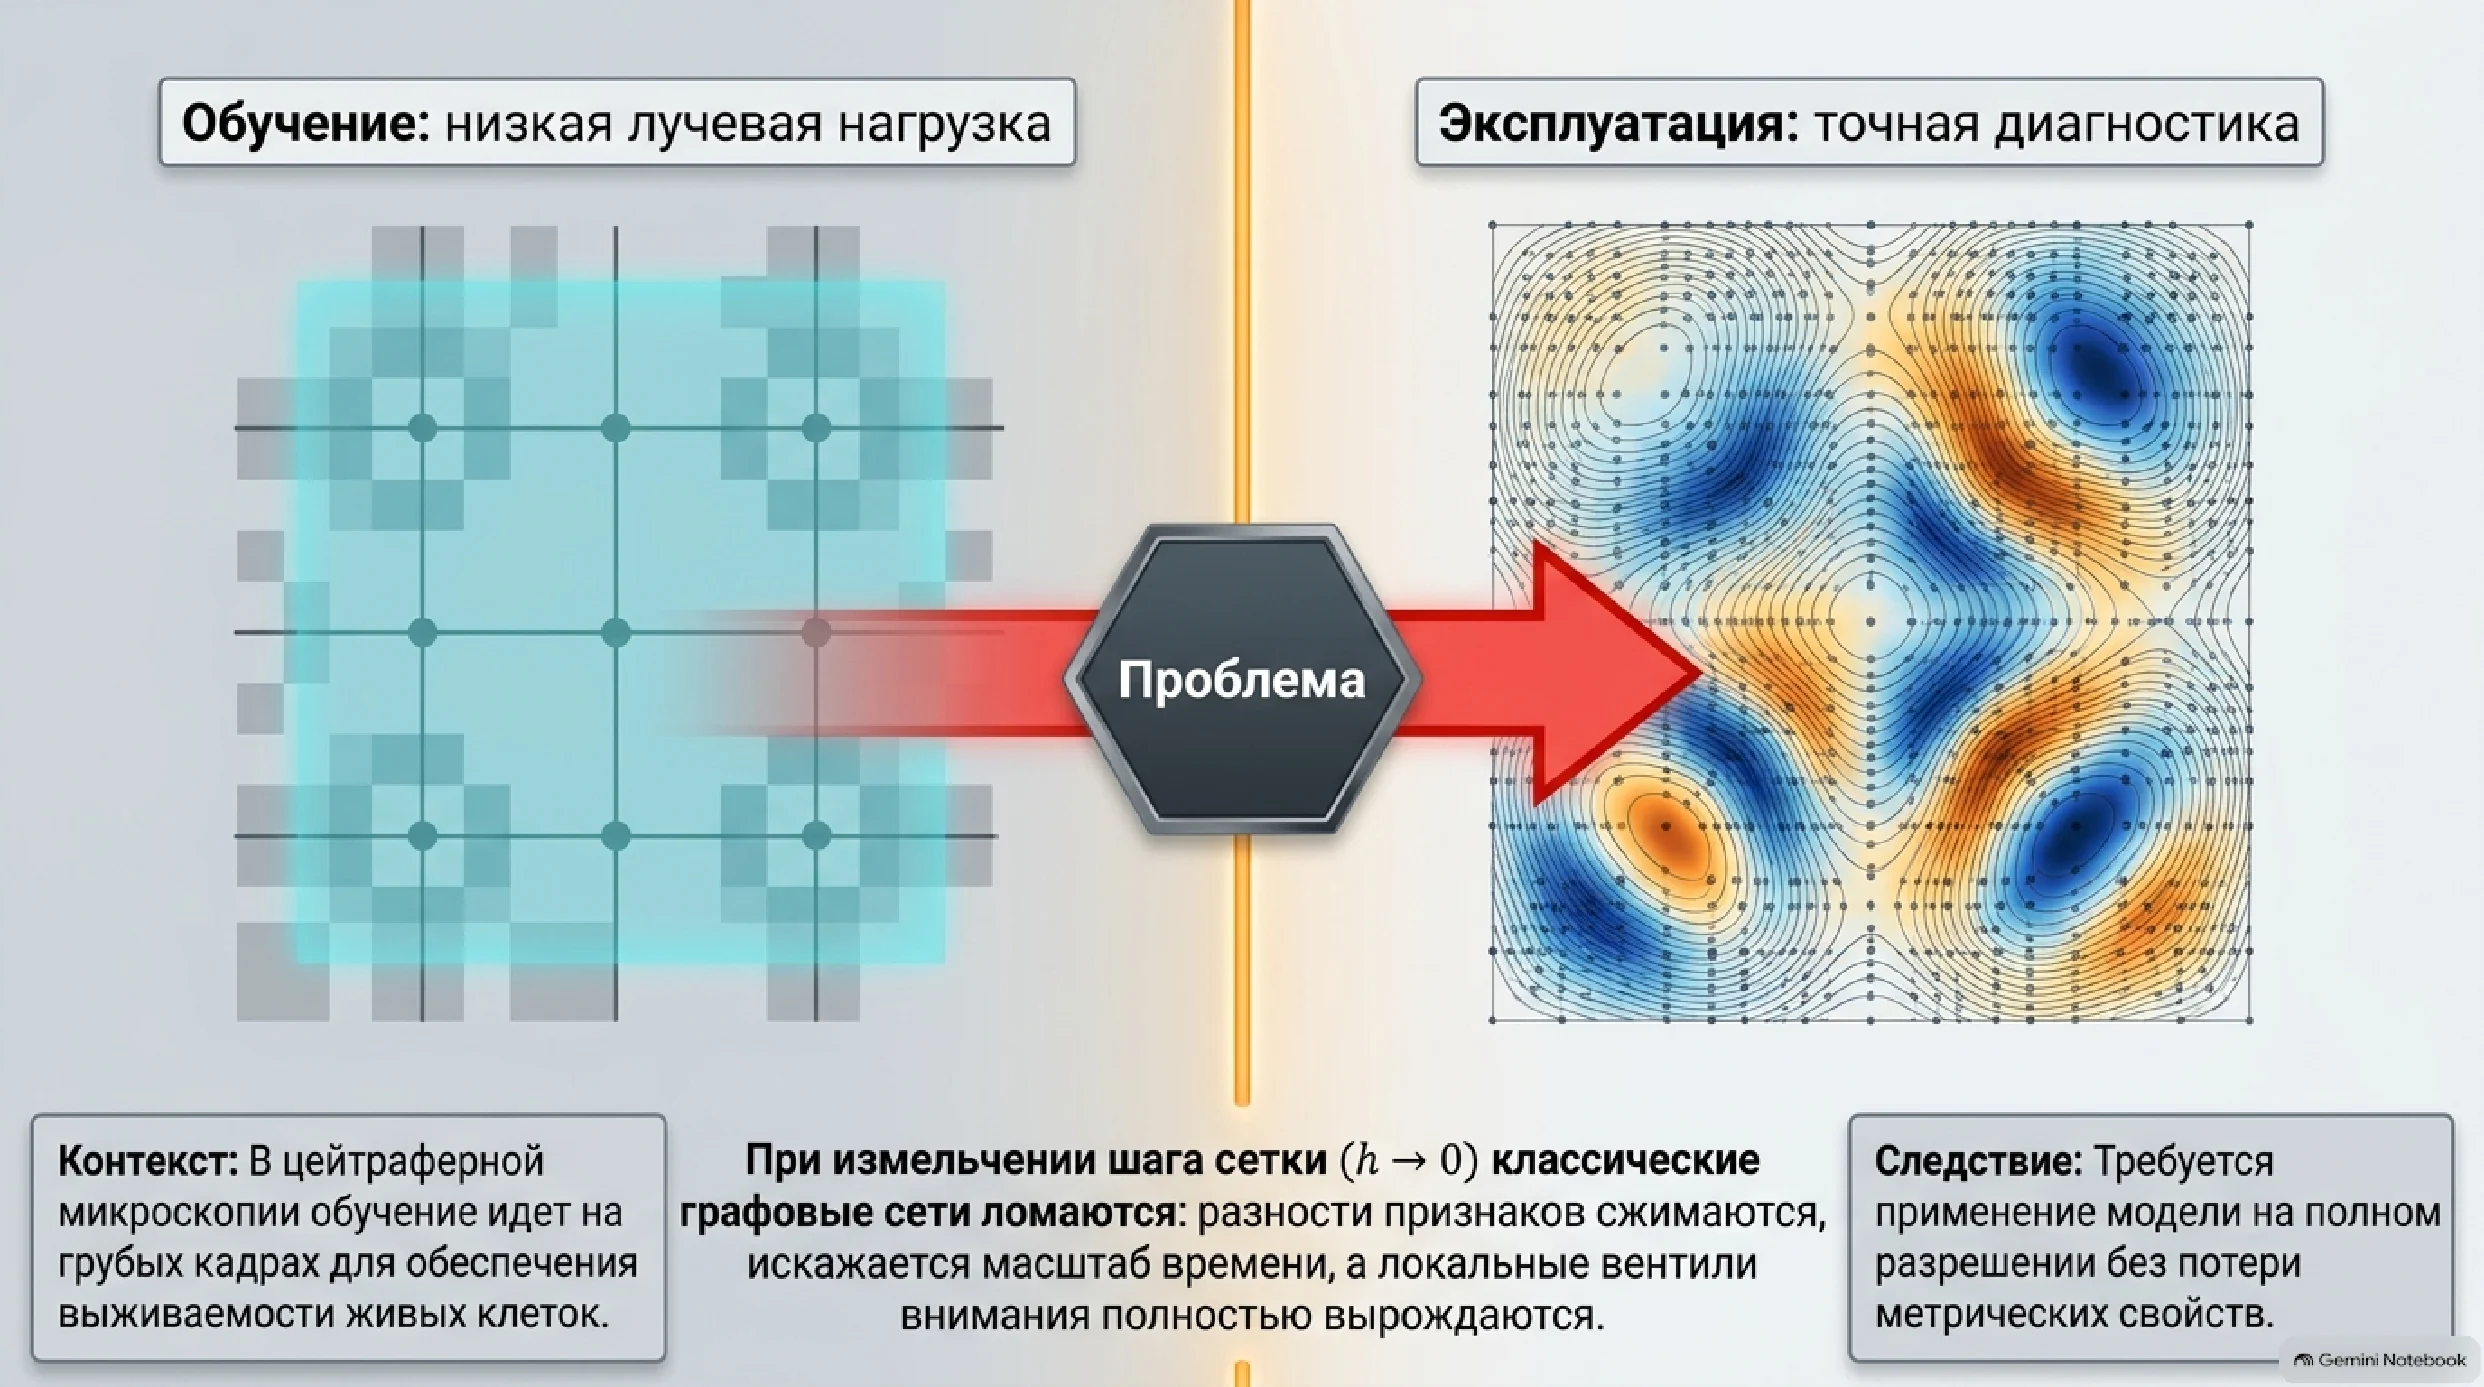 Обучение: низкая лучевая нагрузка
Эксплуатация: точная диагностика
Проблема
Контекст: В цейтраферной
микроскопии обучение идет на
грубых кадрах для обеспечения
выживаемости живых клеток.
При измельчении шага сетки (h → 0) классические
графовые сети ломаются: разности признаков сжимаются,
искажается масштаб времени, а локальные вентили
внимания полностью вырождаются.
Следствие: Требуется
применение модели на полном
разрешении без потери
метрических свойств.
Gemini Notebook